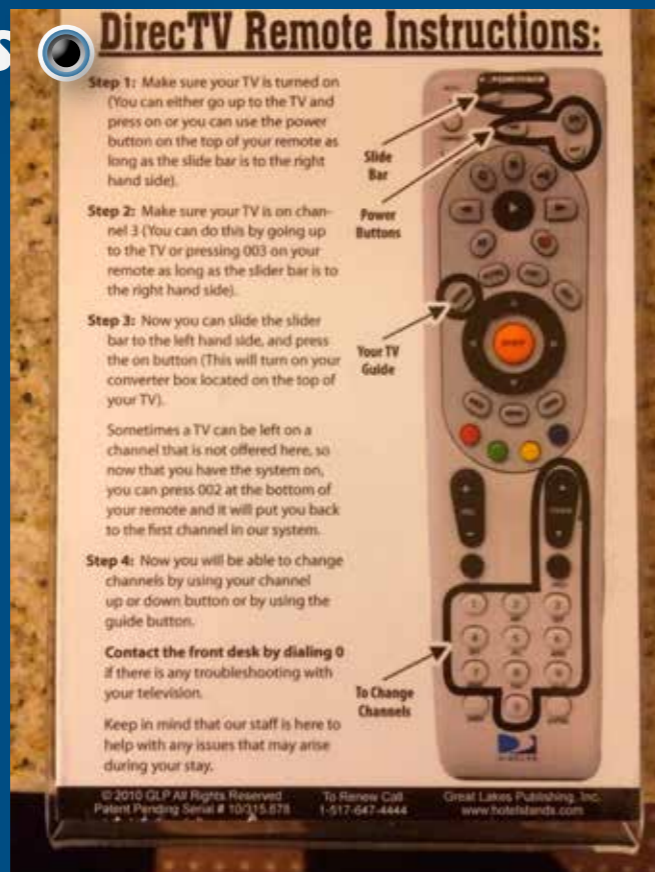 DirecTV Remote Instructions:
Step 1: Make sure your TV is turned on
(You can either go up to the TV and
press on or you can use the power
button on the top of your remote as
long as the slide bar is to the right
hand side).
Step 2: Make sure your TV is on chan-
nel 3 (You can do this by going up
to the TV or pressing 003 on your
remote as long as the slider bar is to
the right hand side).
Step 3: Now you can slide the slider
bar to the left hand side, and press
the on button (This will turn on your
converter box located on the top of
your TV).
Sometimes a TV can be left on a
channel that is not offered here, so
now that you have the system on,
you can press 002 at the bottom of
your remote and it will put you back
to the first channel in our system.
Step 4: Now you will be able to change
channels by using your channel
up or down button or by using the
guide button.
Contact the front desk by dialing 0
if there is any troubleshooting with
your television.
Keep in mind that our staff is here to
help with any issues that may arise
during your stay.
Slide
Bar
Power
Buttons
Your TV
Guide
To Change
Channels
1 2 3
4 5 6
7 8 9
0
DIRECTV
© 2010 GLP All Rights Reserved
Patent Pending Serial # 10/315.678
To Renew Call
1-517-647-4444
Great Lakes Publishing, Inc.
www.hotelstands.com